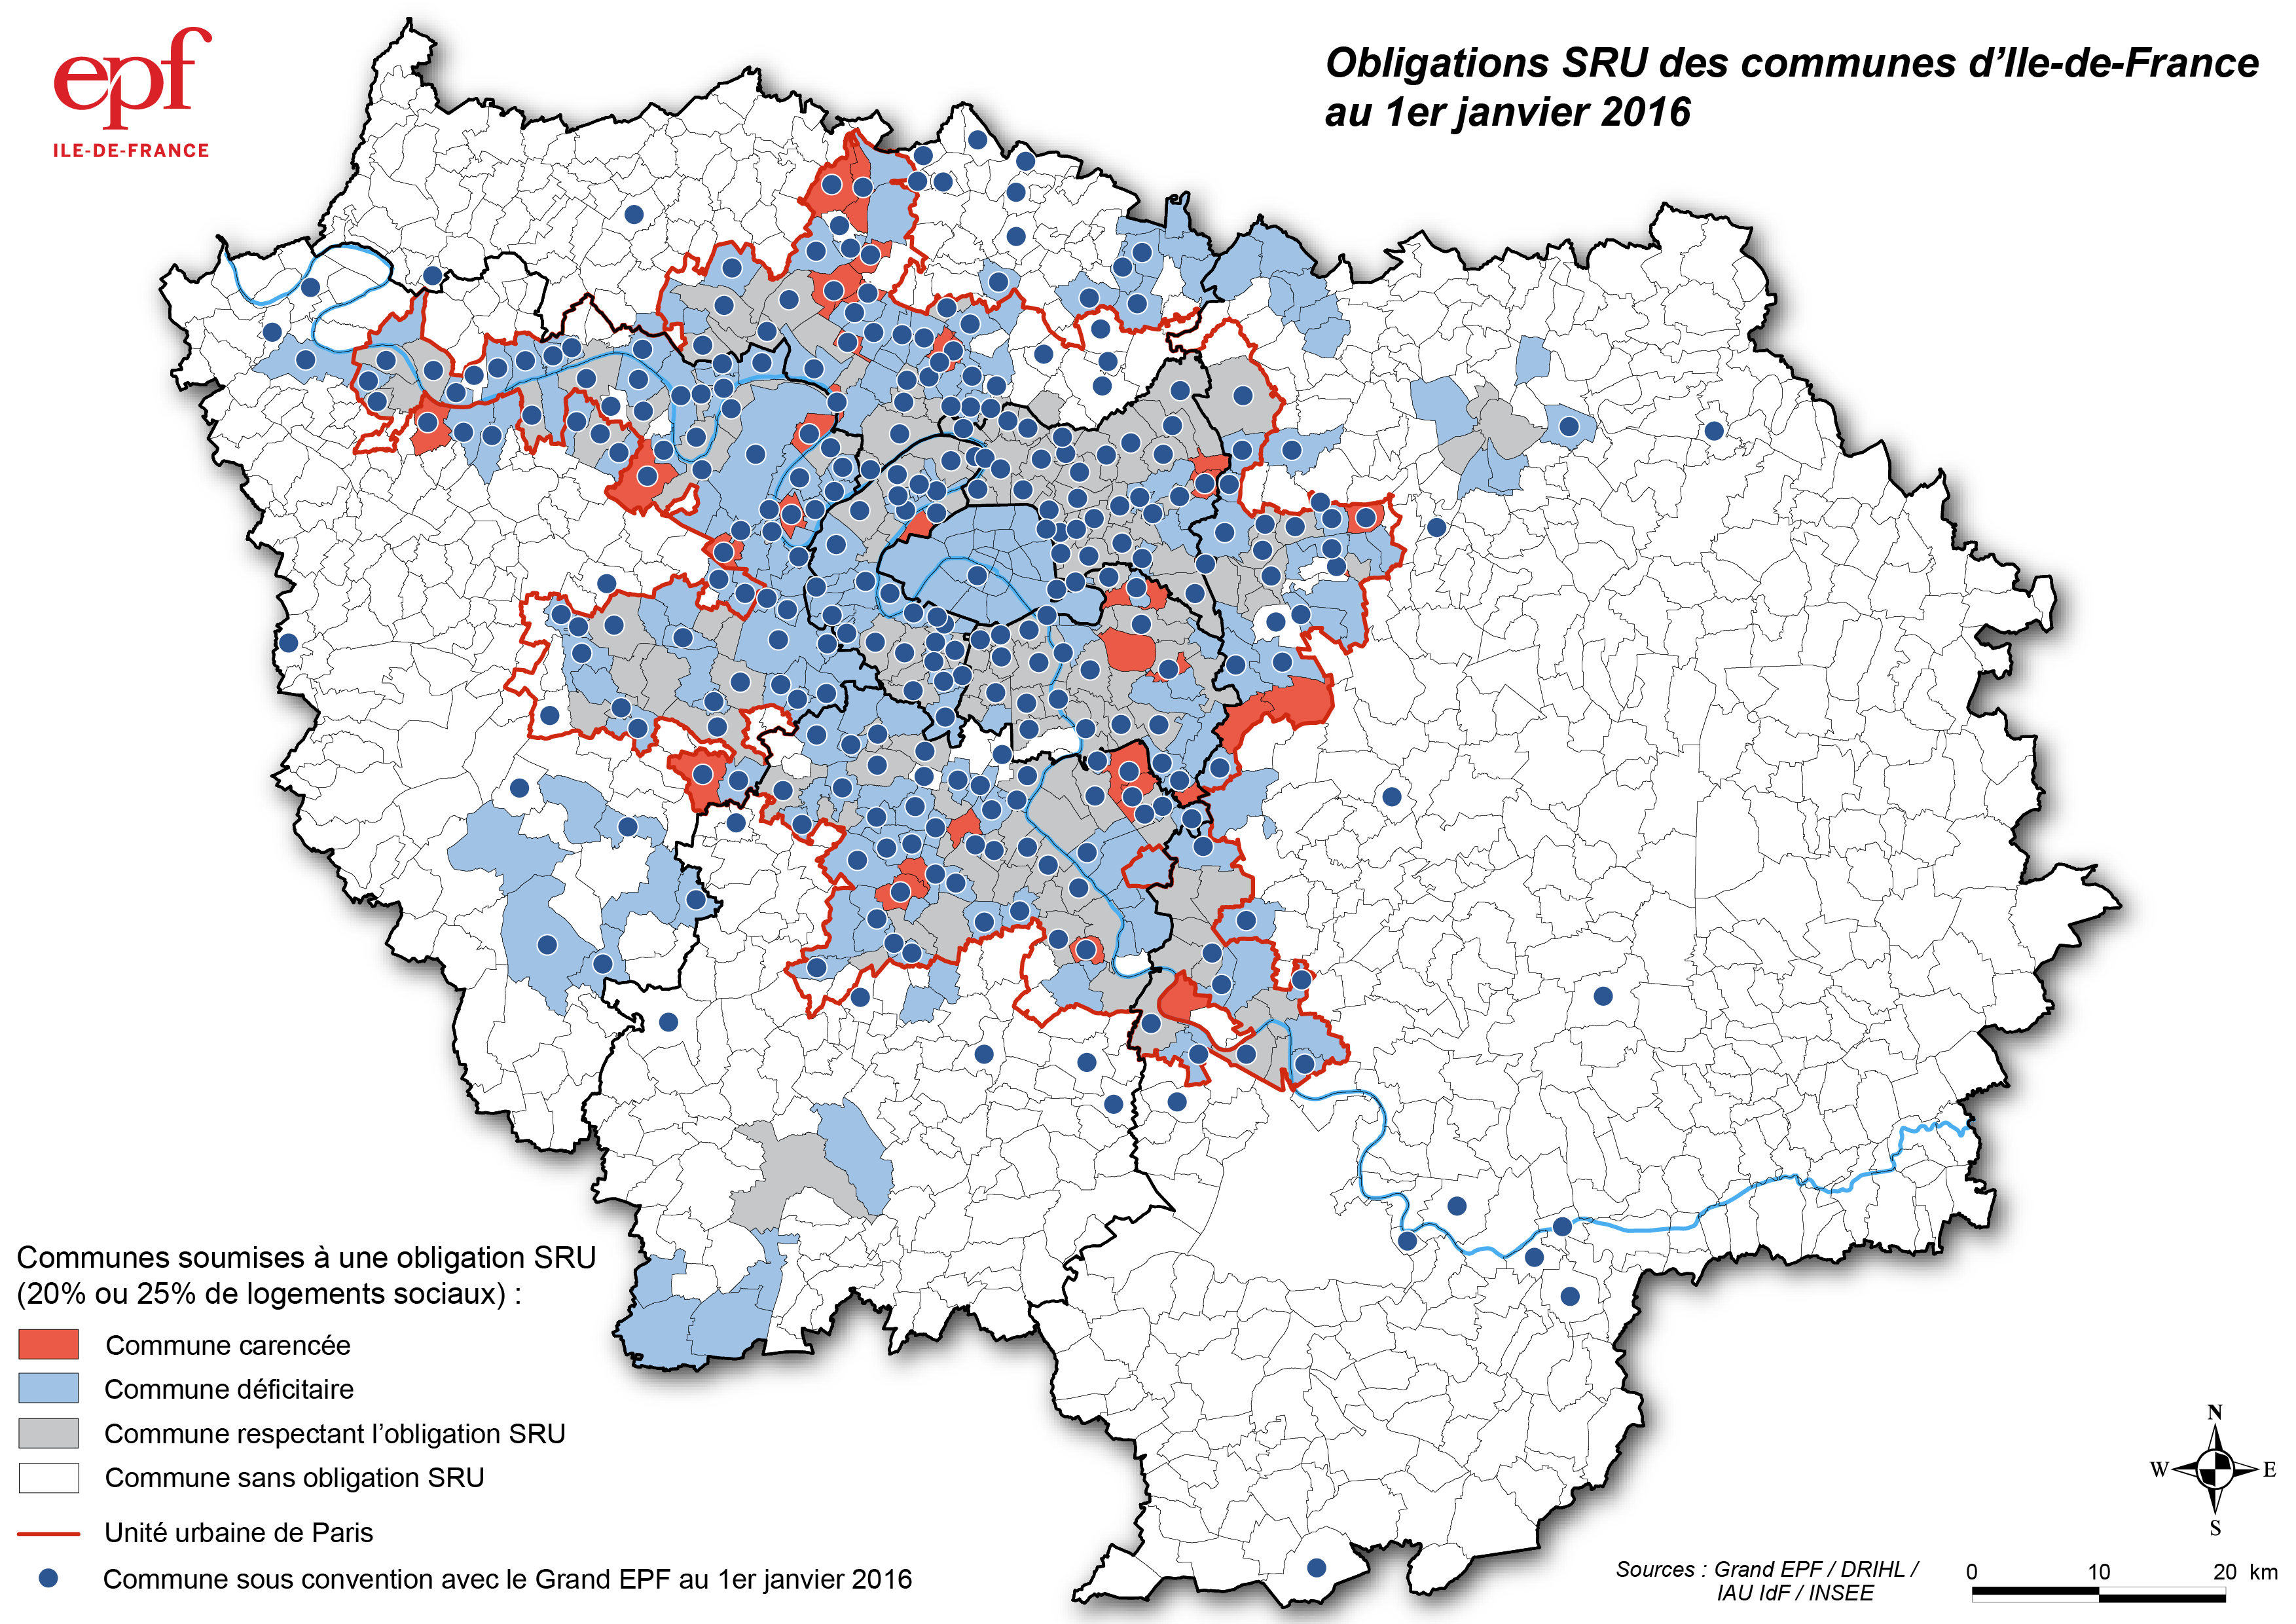 epf
ILE-DE-FRANCE
Obligations SRU des communes d’Ile-de-France
au 1er janvier 2016
Communes soumises à une obligation SRU
(20% ou 25% de logements sociaux) :
Commune carencée
Commune déficitaire
Commune respectant l’obligation SRU
Commune sans obligation SRU
Unité urbaine de Paris
Commune sous convention avec le Grand EPF au 1er janvier 2016
N
W E
S
Sources : Grand EPF / DRIHL /
IAU IdF / INSEE
0 10 20 km